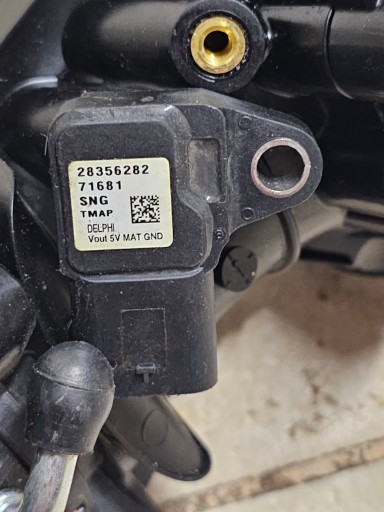 28356282
71681
SNG
TMAP
DELPHI
Vout 5V MAT GND